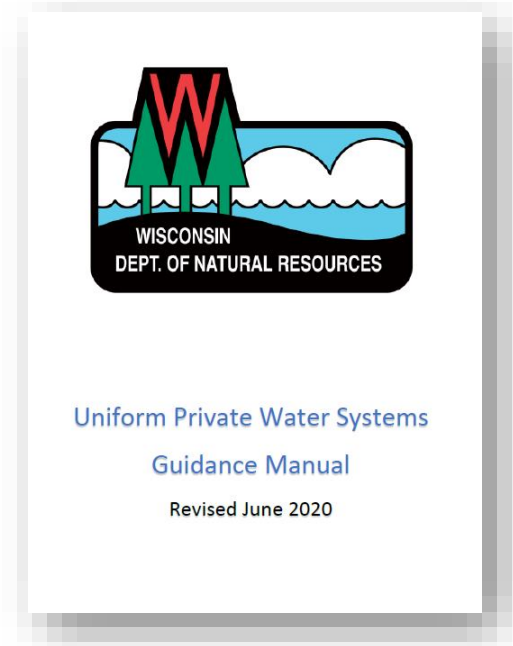 W
WISCONSIN
DEPT. OF NATURAL RESOURCES
Uniform Private Water Systems
Guidance Manual
Revised June 2020